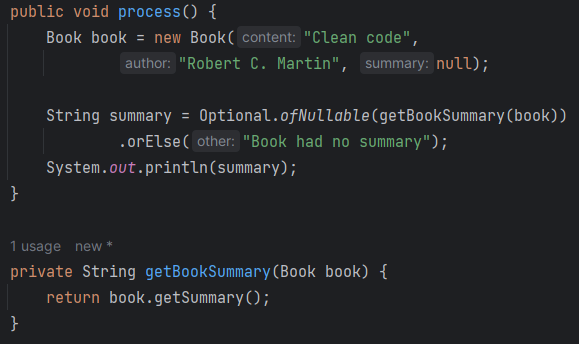 public void process() {
Book book = new Book( content: "Clean code",
author: "Robert C. Martin", summary: null);
String summary = Optional.ofNullable(getBookSummary(book))
.orElse( other: "Book had no summary");
System.out.println(summary);
}
1 usage new *
private String getBookSummary(Book book) {
return book.getSummary();
}